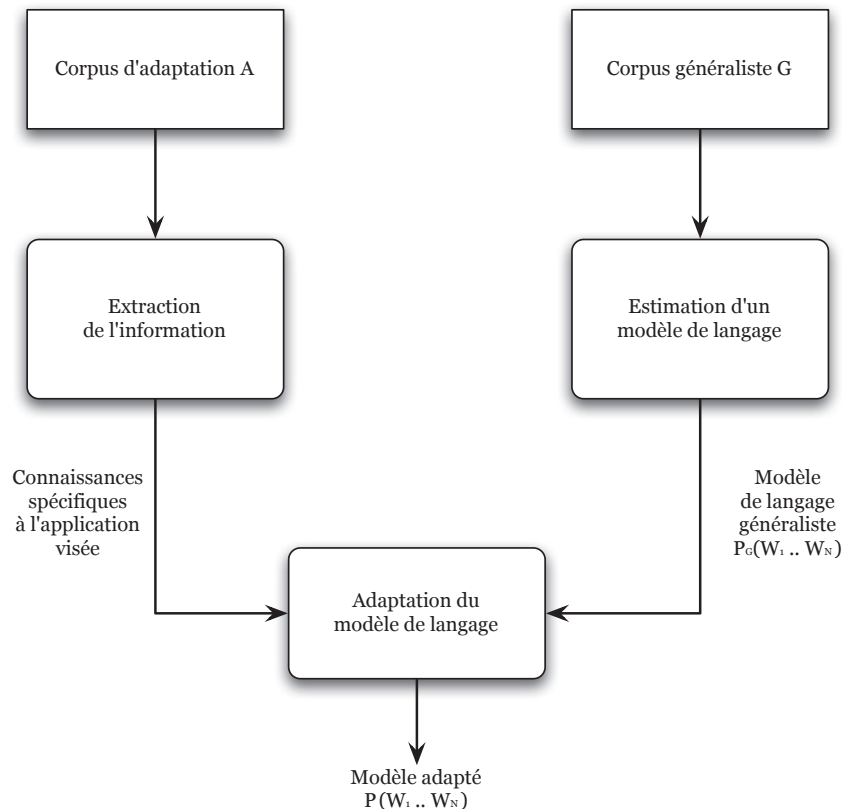 Corpus d'adaptation A
Corpus généraliste G
Extraction
de l'information
Estimation d'un
modèle de langage
Connaissances
spécifiques
à l'application
visée
Modèle
de langage
généraliste
PG(W1 .. WN)
Adaptation du
modèle de langage
Modèle adapté
P(W1 .. WN)